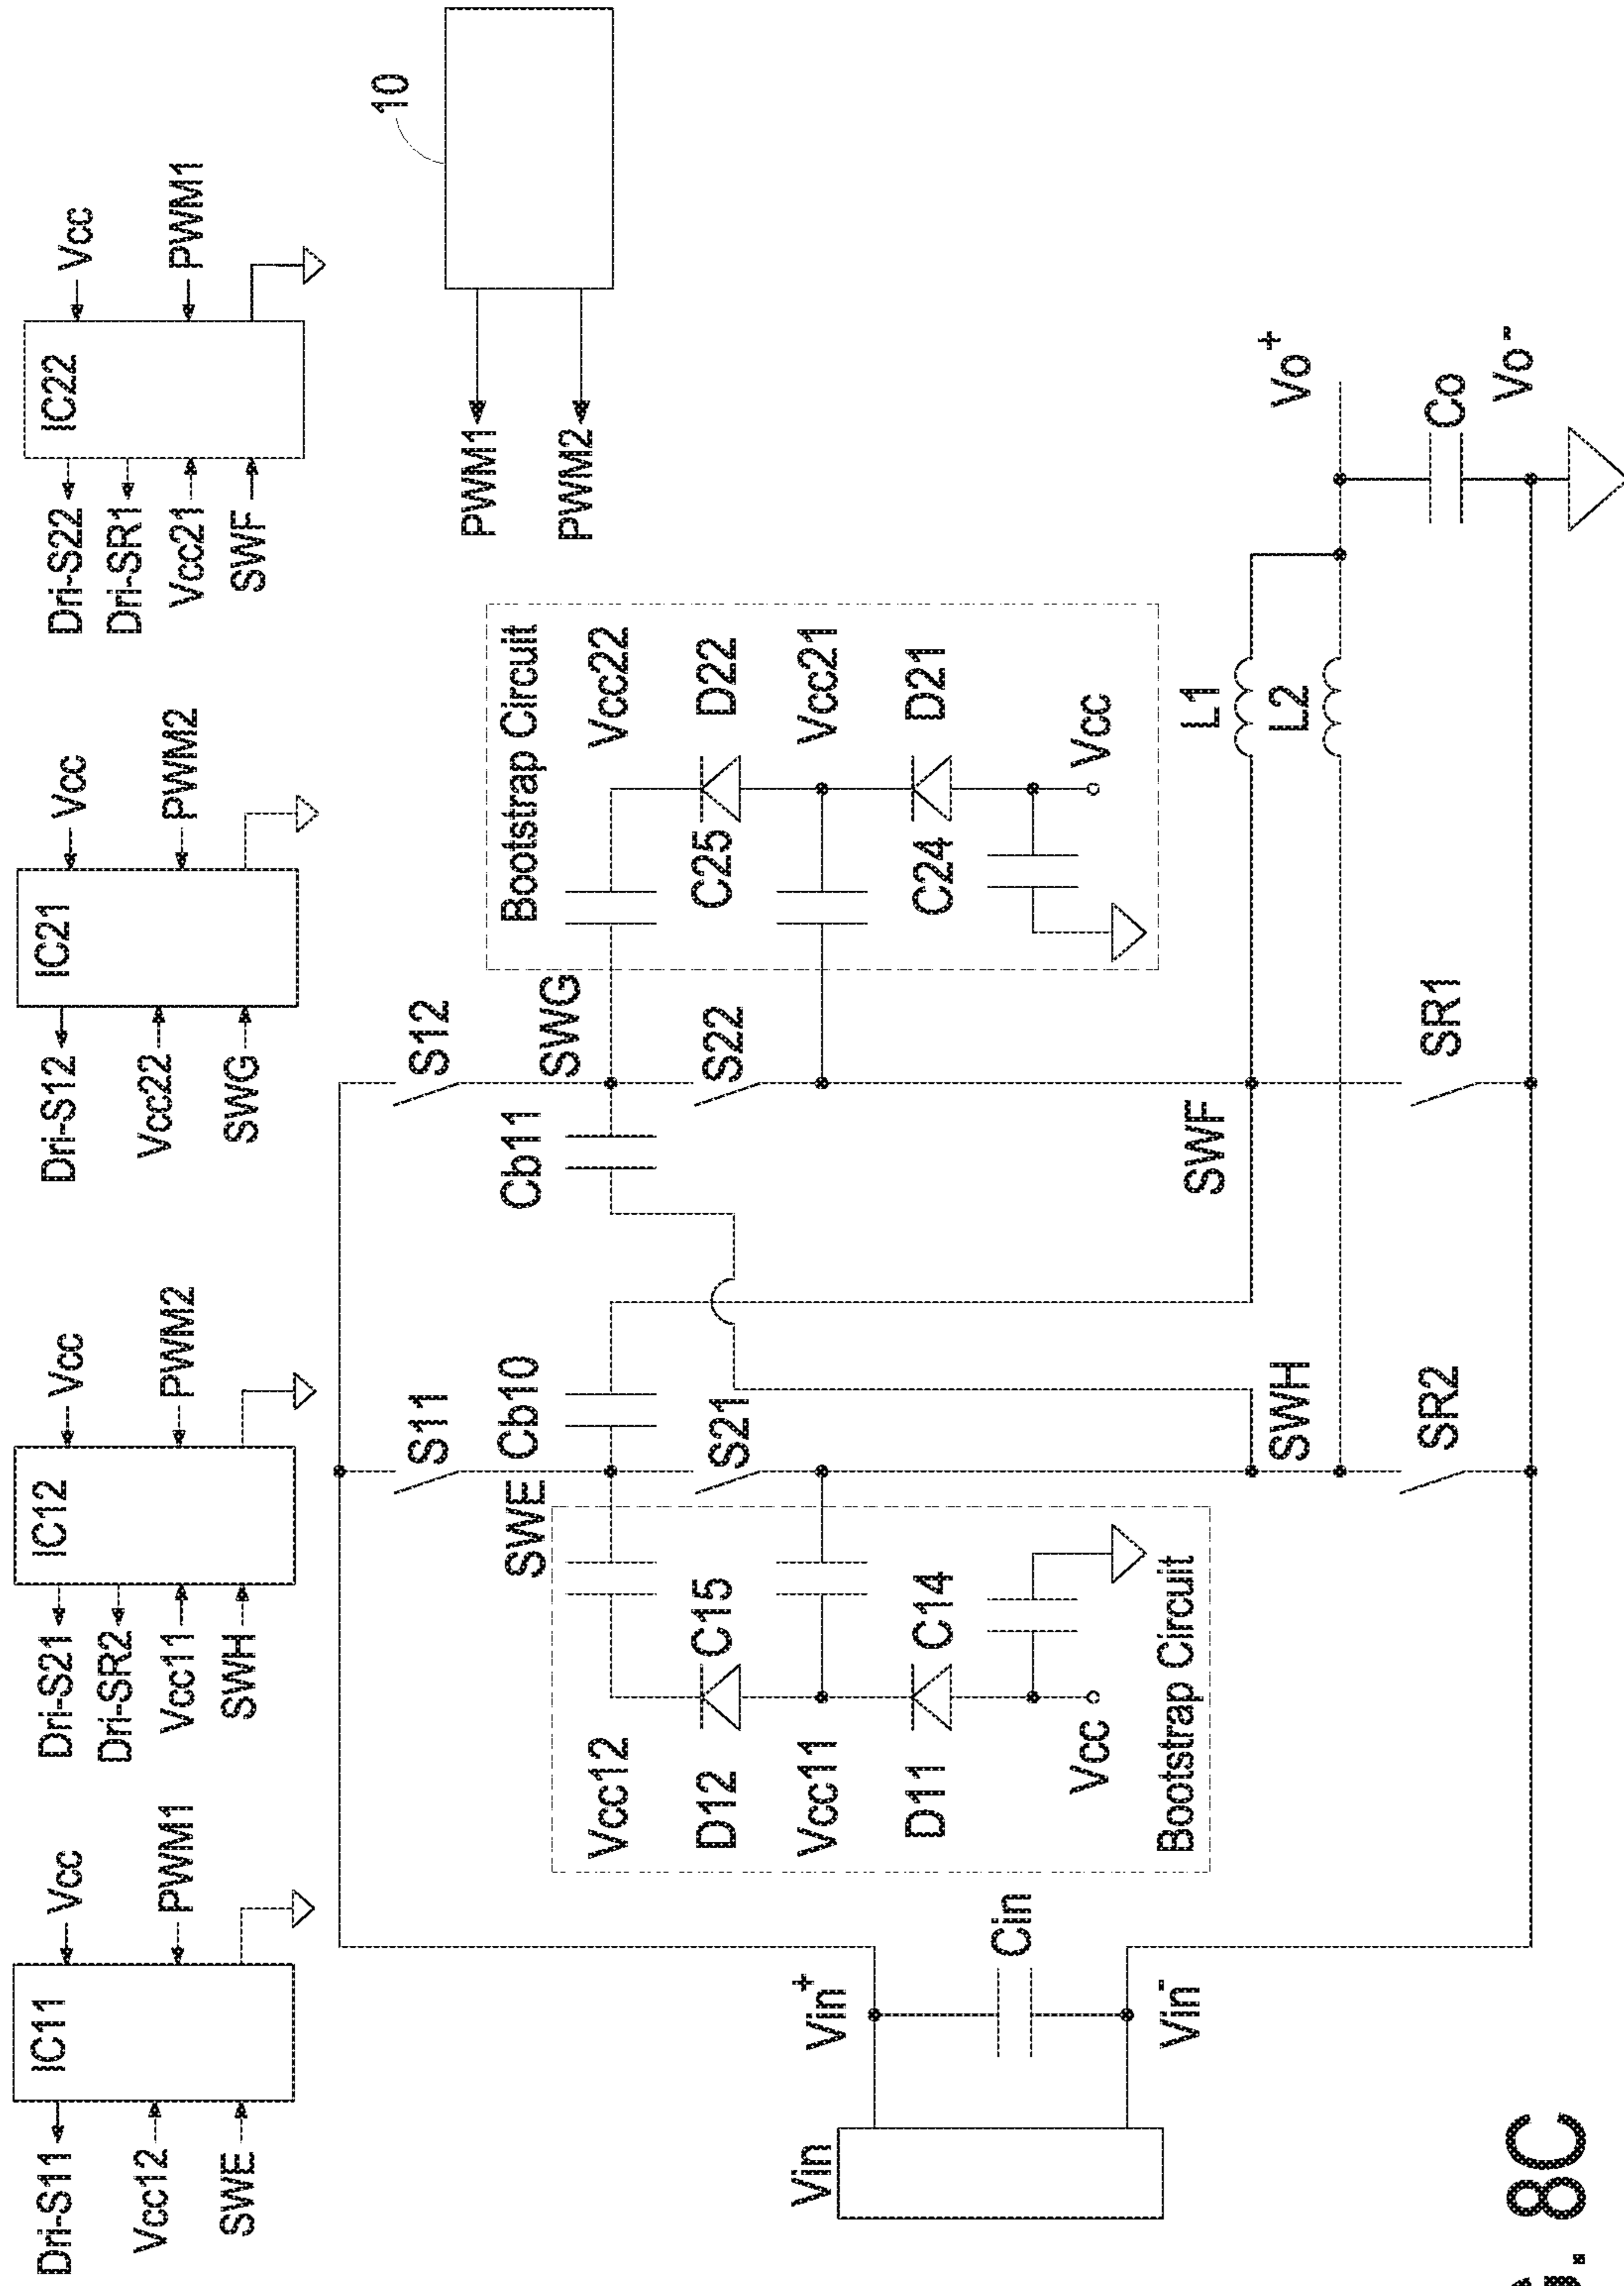 IC11
Vcc
PWM1
Dri-S11
Vcc12
SWE
IC12
Vcc
PWM2
Dri-S21
Dri-SR2
Vcc11
SWH
IC21
Vcc
PWM2
Dri-S12
Vcc22
SWG
IC22
Vcc
PWM1
Dri-S22
Dri-SR1
Vcc21
SWF
10
PWM1
PWM2
S11
S12
SWE
Cb10
Cb11
SWG
Bootstrap Circuit
Vcc12
Vcc22
D12
C15
S21
S22
C25
D22
Vcc11
Vcc21
D11
C14
C24
D21
Vcc
Vcc
Bootstrap Circuit
Vin
Vin+
Cin
Vin-
SWF
L1
SWH
L2
Vo+
SR2
SR1
Co
Vo-
8C